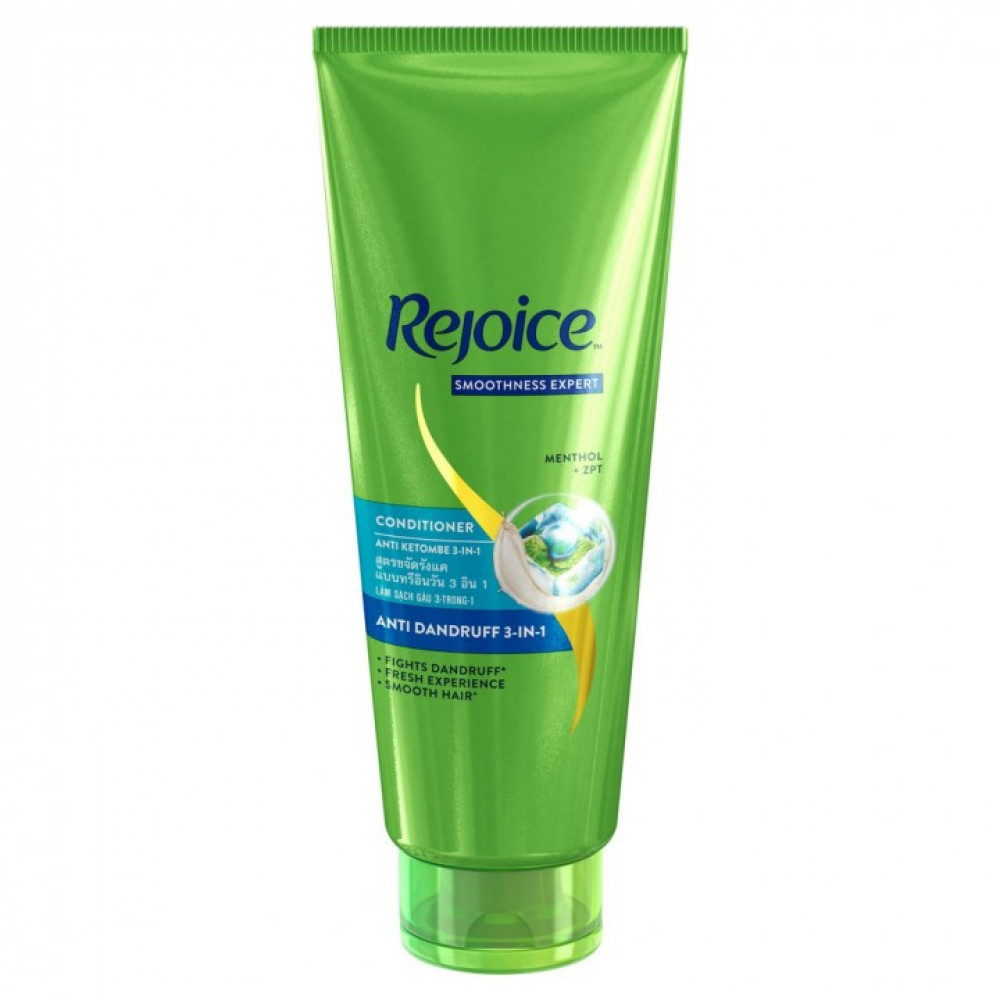 Rejoice™
SMOOTHNESS EXPERT
MENTHOL
+ ZPT
CONDITIONER
ANTI KETOMBE 3-IN-1
สูตรขจัดรังแค
แบบทรีอินวัน 3 อิน 1
LÀM SẠCH GÀU 3-TRONG-1
ANTI DANDRUFF 3-IN-1
• FIGHTS DANDRUFF*
• FRESH EXPERIENCE
• SMOOTH HAIR*